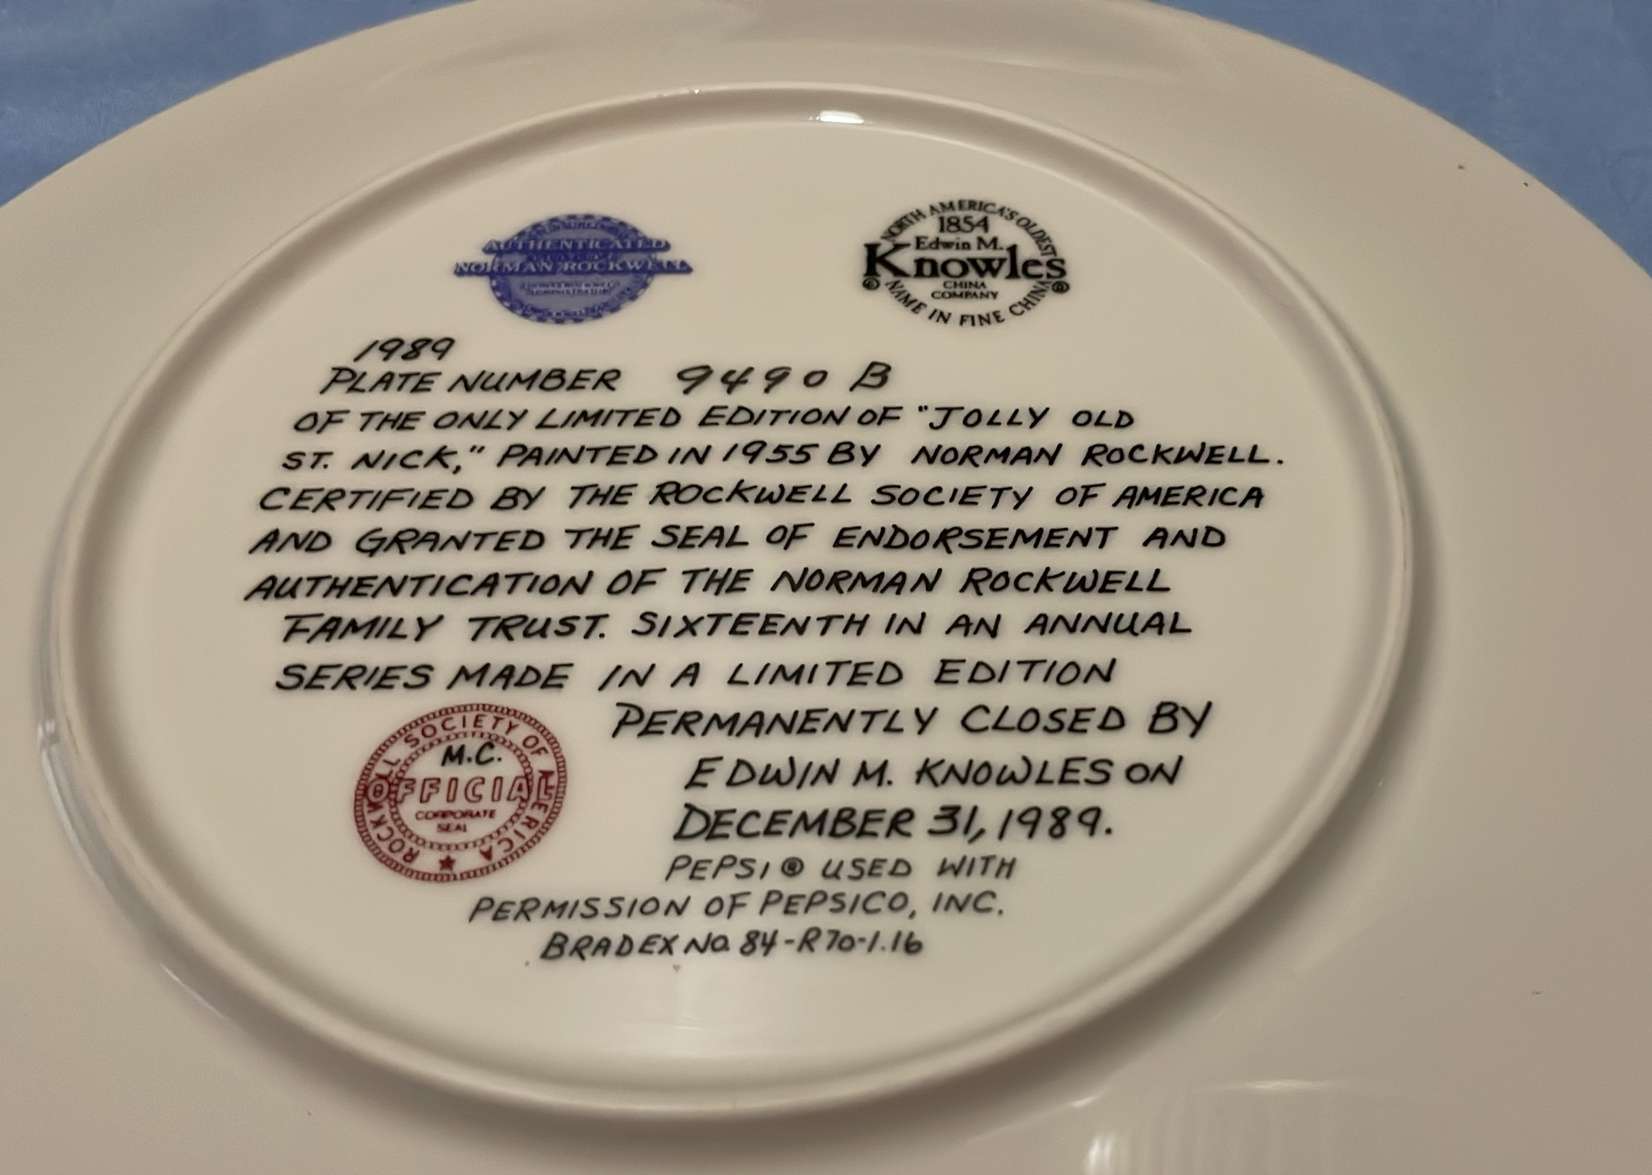 AUTHENTICATED
NORMAN ROCKWELL
NORTH AMERICA'S OLDEST
1854
Edwin M.
Knowles
CHINA
COMPANY
NAME IN FINE CHINA
1989
PLATE NUMBER 9490 B
OF THE ONLY LIMITED EDITION OF "JOLLY OLD
ST. NICK," PAINTED IN 1955 BY NORMAN ROCKWELL.
CERTIFIED BY THE ROCKWELL SOCIETY OF AMERICA
AND GRANTED THE SEAL OF ENDORSEMENT AND
AUTHENTICATION OF THE NORMAN ROCKWELL
FAMILY TRUST. SIXTEENTH IN AN ANNUAL
SERIES MADE IN A LIMITED EDITION
PERMANENTLY CLOSED BY
EDWIN M. KNOWLES ON
DECEMBER 31, 1989.
ROCKWELL SOCIETY OF AMERICA
M.C.
OFFICIAL
CORPORATE
SEAL
PEPSI® USED WITH
PERMISSION OF PEPSICO, INC.
BRADEX NO. 84-R70-1.16